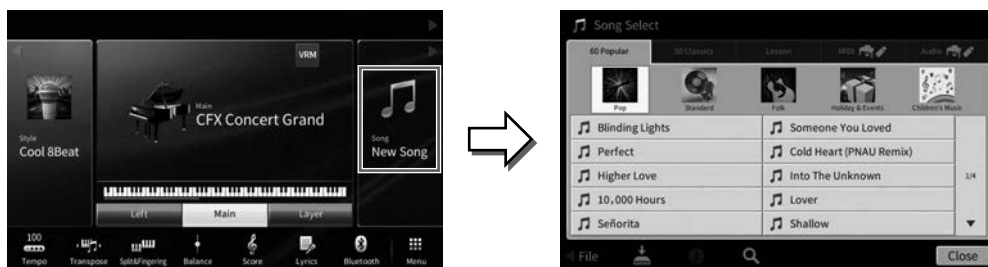 VRM
Main
CFX Concert Grand
Style
Cool 8Beat
Song
New Song
Left
Main
Layer
100
Tempo
Transpose
Split&Fingering
Balance
Score
Lyrics
Bluetooth
Menu
Song Select
60 Popular
50 Classics
Lesson
MIDI
Audio
Pop
Standard
Folk
Holiday & Events
Children's Music
Blinding Lights
Someone You Loved
Perfect
Cold Heart (PNAU Remix)
Higher Love
Into The Unknown
1/4
10,000 Hours
Lover
Señorita
Shallow
File
Close